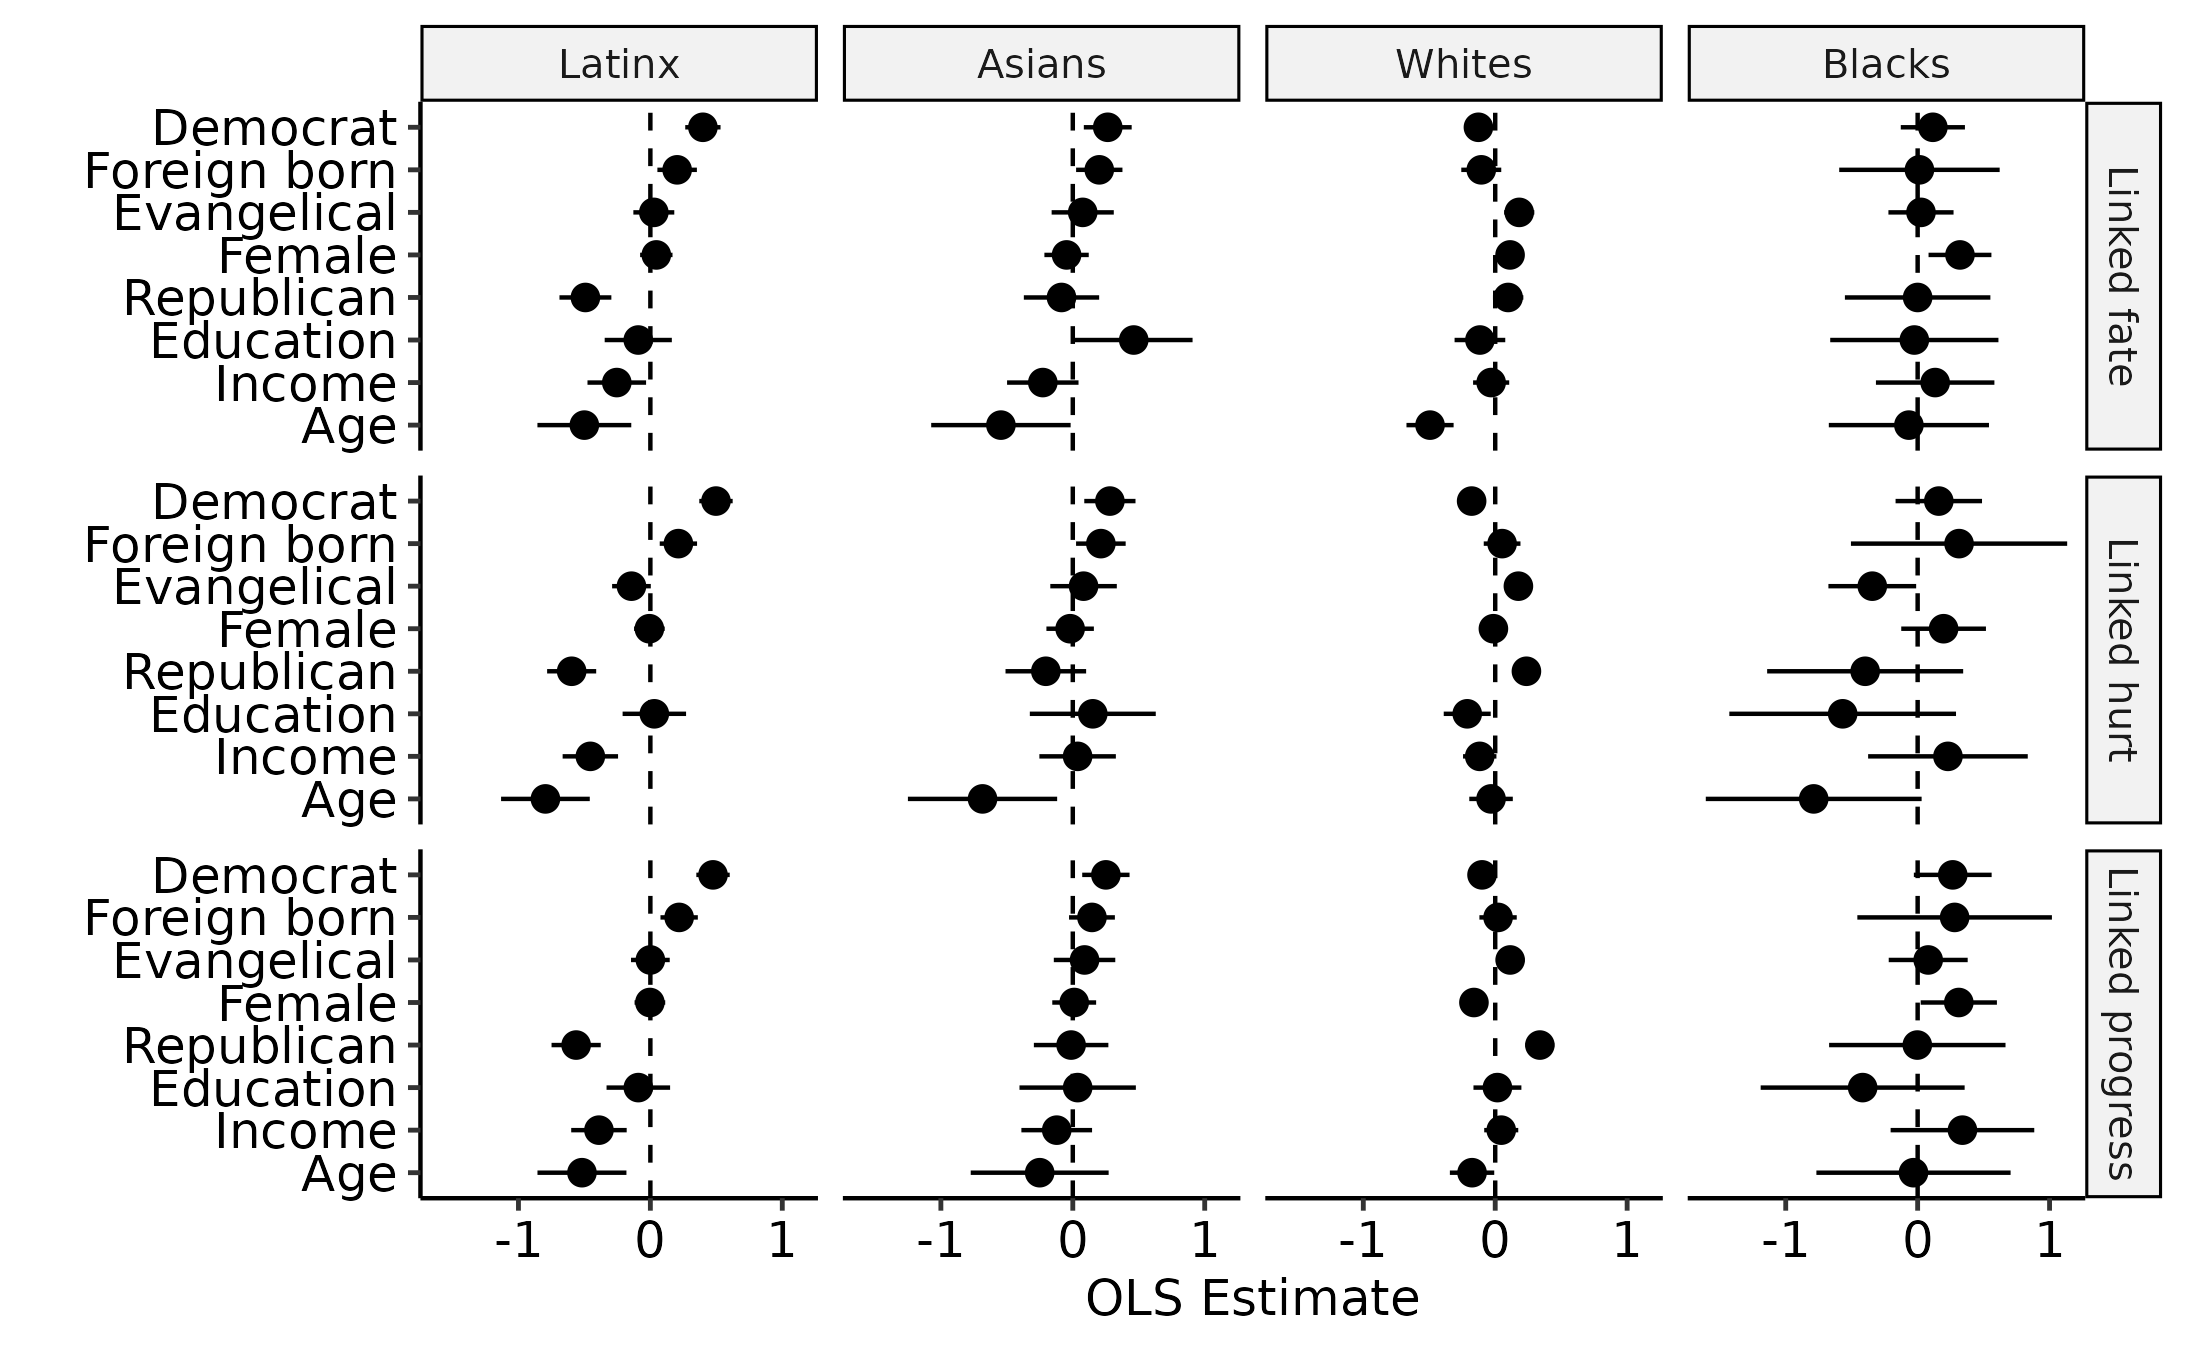 Latinx Asians Whites Blacks
Democrat
Foreign born
Evangelical
Female
Republican
Education
Income
Age
Linked fate
Democrat
Foreign born
Evangelical
Female
Republican
Education
Income
Age
Linked hurt
Democrat
Foreign born
Evangelical
Female
Republican
Education
Income
Age
Linked progress
-1 0 1 -1 0 1 -1 0 1 -1 0 1
OLS Estimate